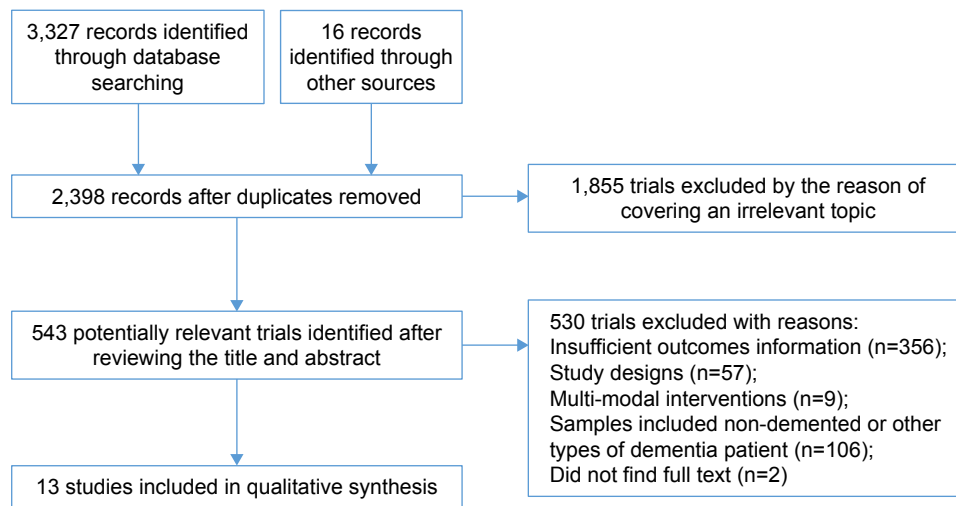 3,327 records identified
through database
searching
16 records
identified through
other sources
2,398 records after duplicates removed
1,855 trials excluded by the reason of
covering an irrelevant topic
543 potentially relevant trials identified after
reviewing the title and abstract
530 trials excluded with reasons:
Insufficient outcomes information (n=356);
Study designs (n=57);
Multi-modal interventions (n=9);
Samples included non-demented or other
types of dementia patient (n=106);
Did not find full text (n=2)
13 studies included in qualitative synthesis